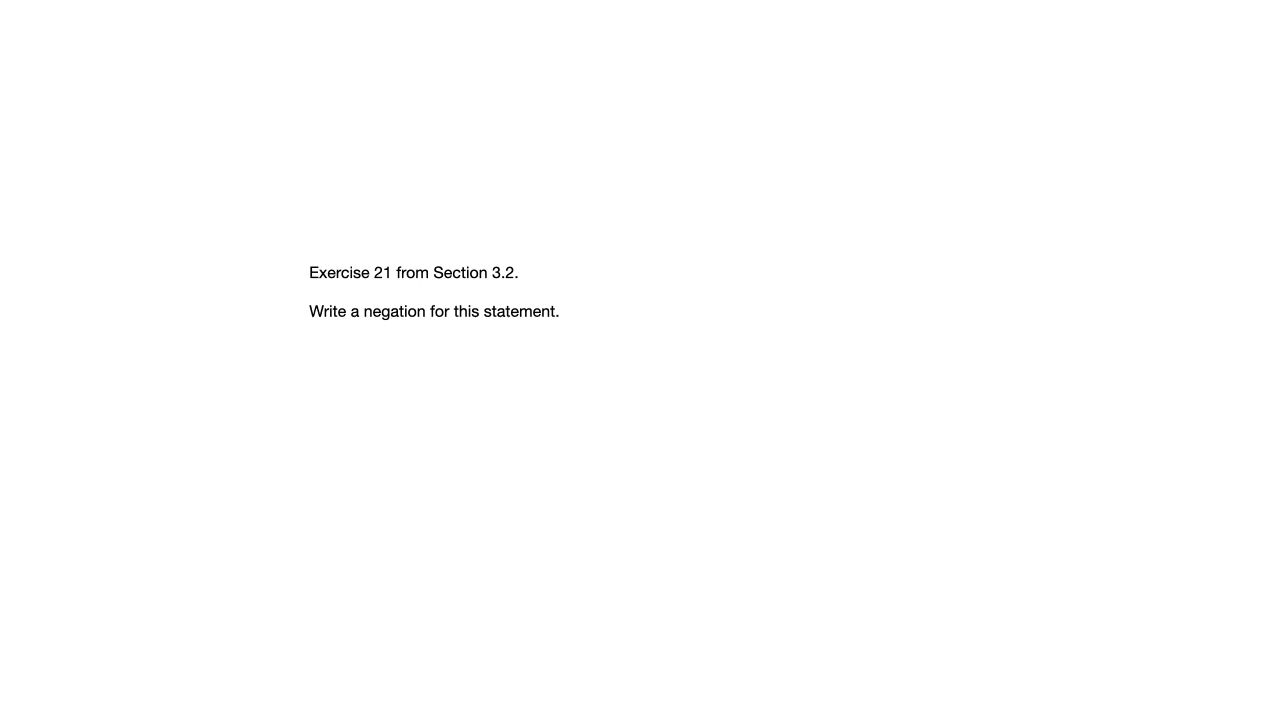 Exercise 21 from Section 3.2.
Write a negation for this statement.